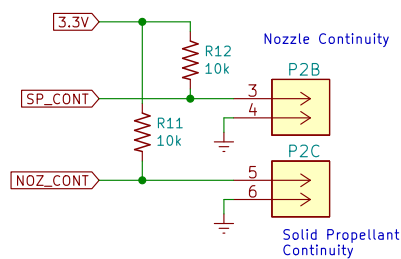 3.3V
R12
10k
Nozzle Continuity
P2B
SP_CONT
3
4
R11
10k
P2C
NOZ_CONT
5
6
Solid Propellant
Continuity